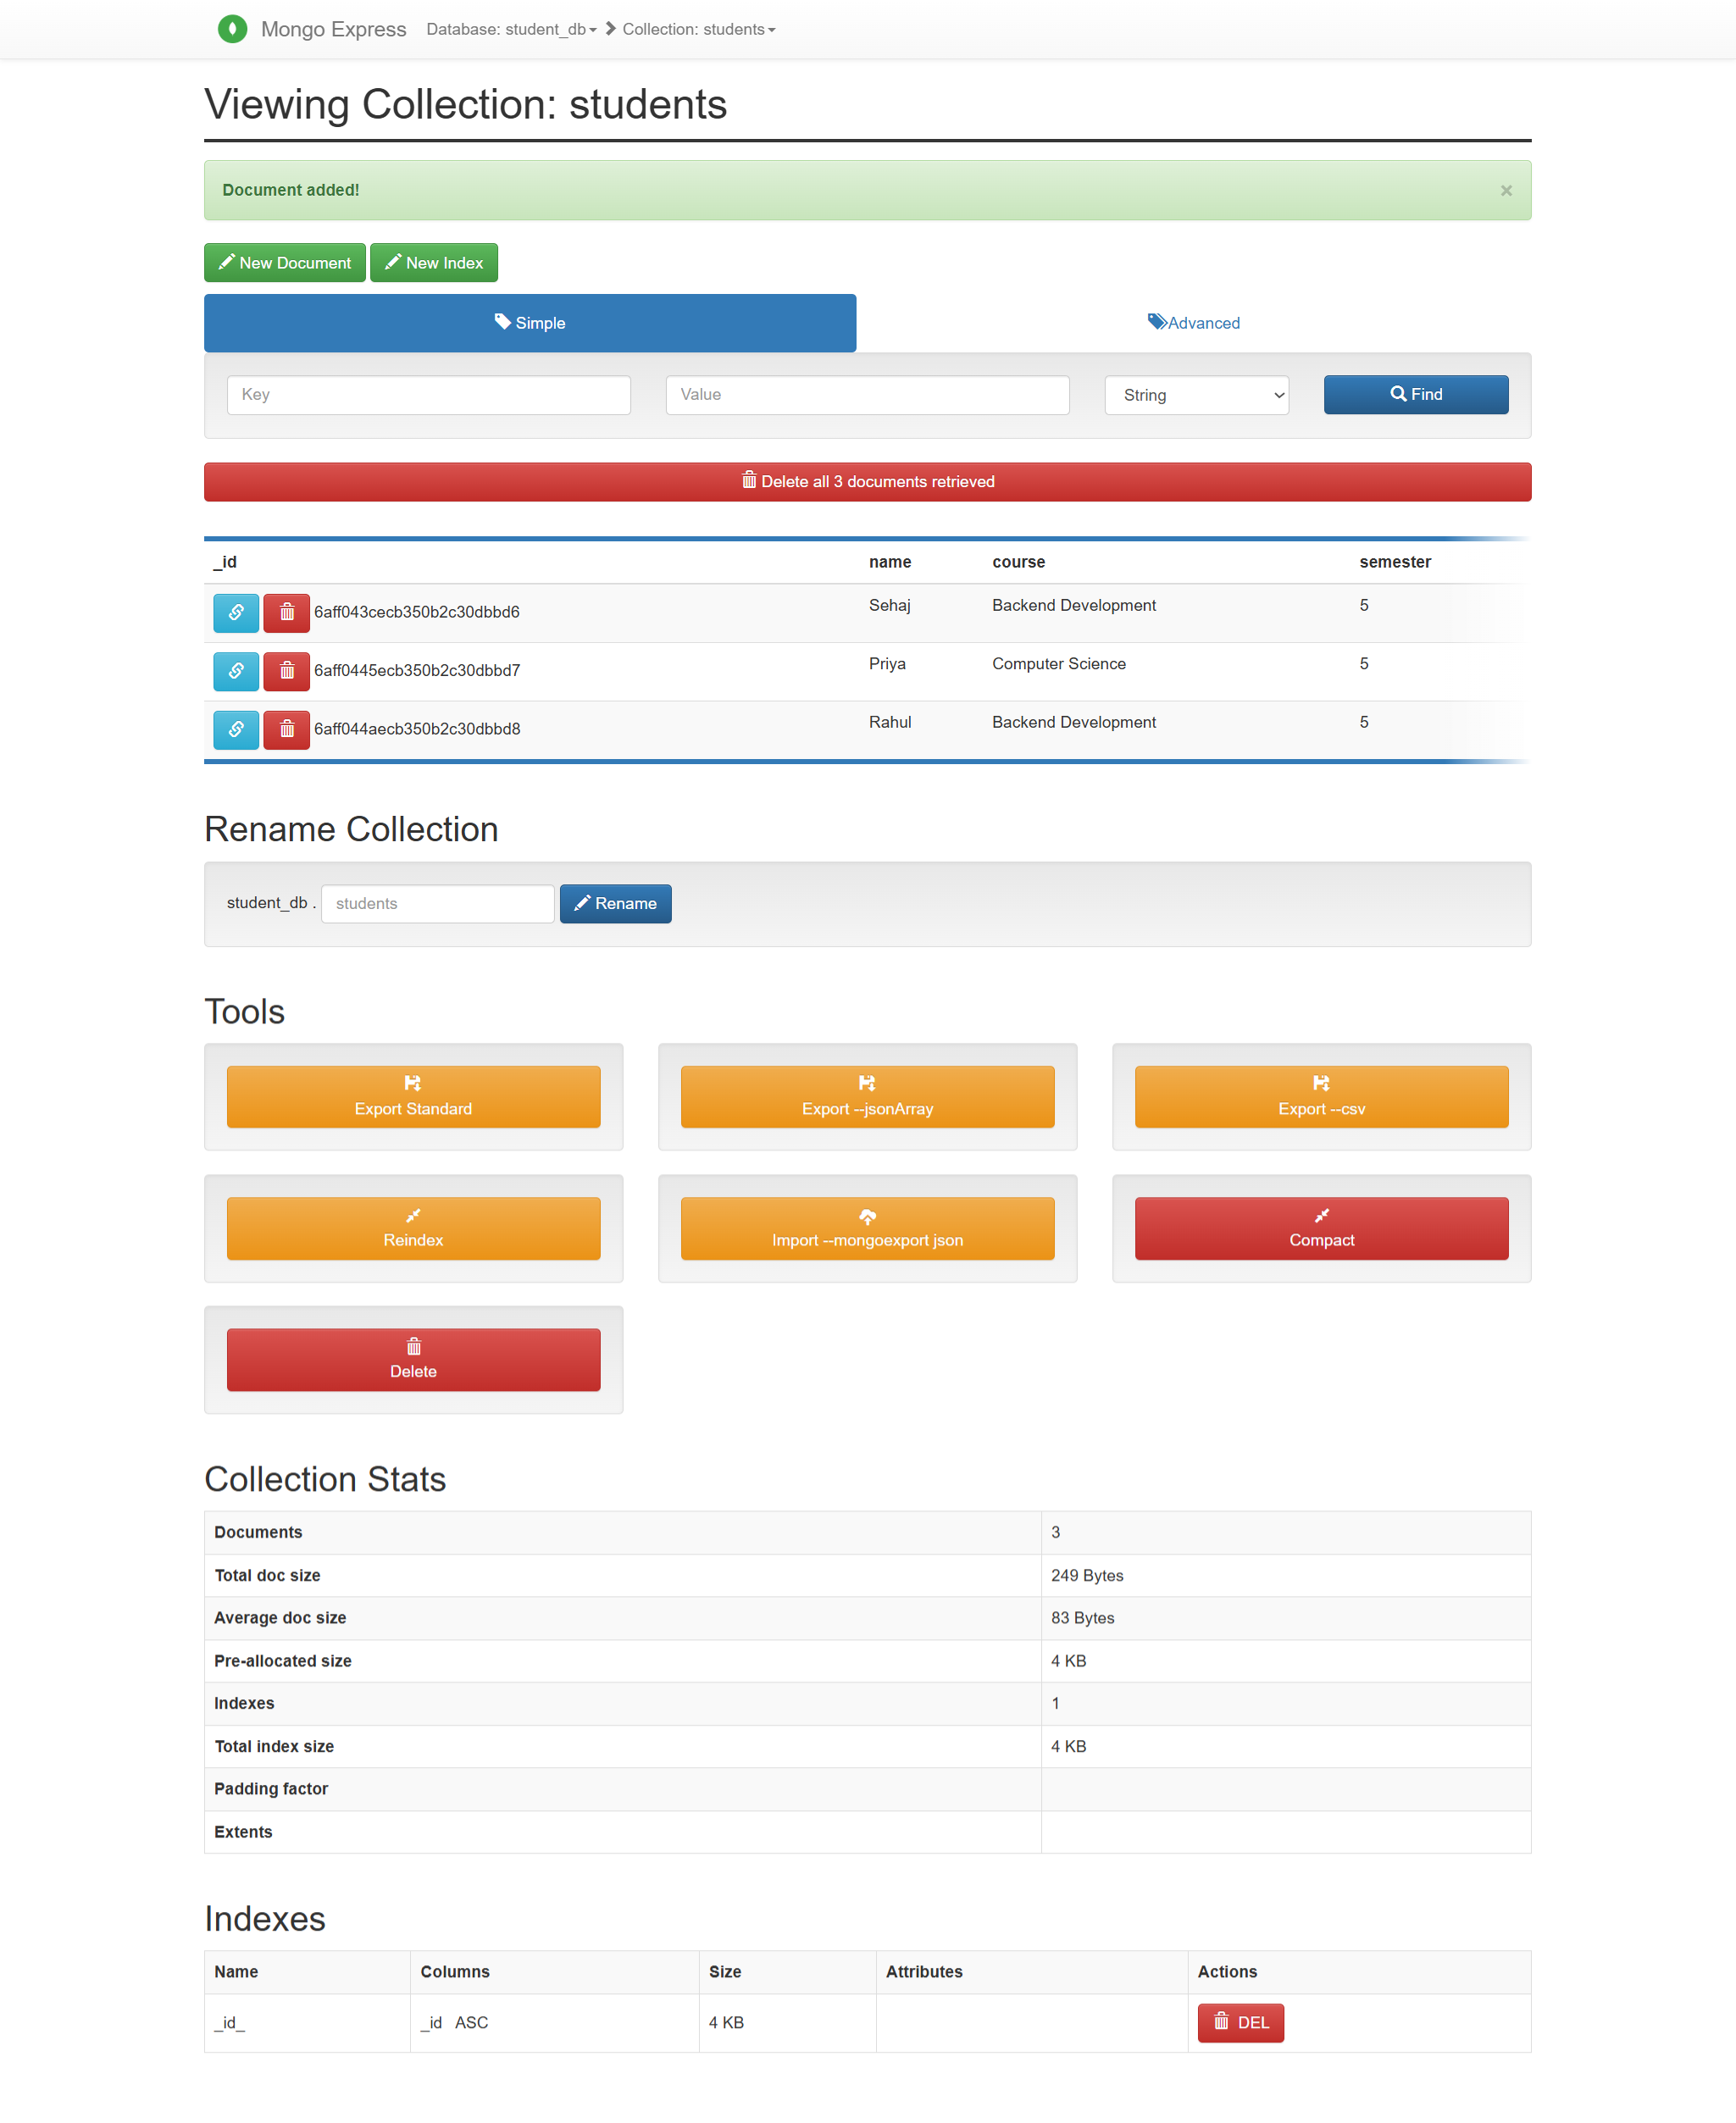 Mongo Express Database: student_db Collection: students
Viewing Collection: students
Document added! ×
New Document New Index
Simple Advanced
Key Value String Find
Delete all 3 documents retrieved
_id name course semester
6aff043cecb350b2c30dbbd6 Sehaj Backend Development 5
6aff0445ecb350b2c30dbbd7 Priya Computer Science 5
6aff044aecb350b2c30dbbd8 Rahul Backend Development 5
Rename Collection
student_db . students Rename
Tools
Export Standard Export --jsonArray Export --csv
Reindex Import --mongoexport json Compact
Delete
Collection Stats
Documents 3
Total doc size 249 Bytes
Average doc size 83 Bytes
Pre-allocated size 4 KB
Indexes 1
Total index size 4 KB
Padding factor
Extents
Indexes
Name Columns Size Attributes Actions
_id_ _id ASC 4 KB DEL